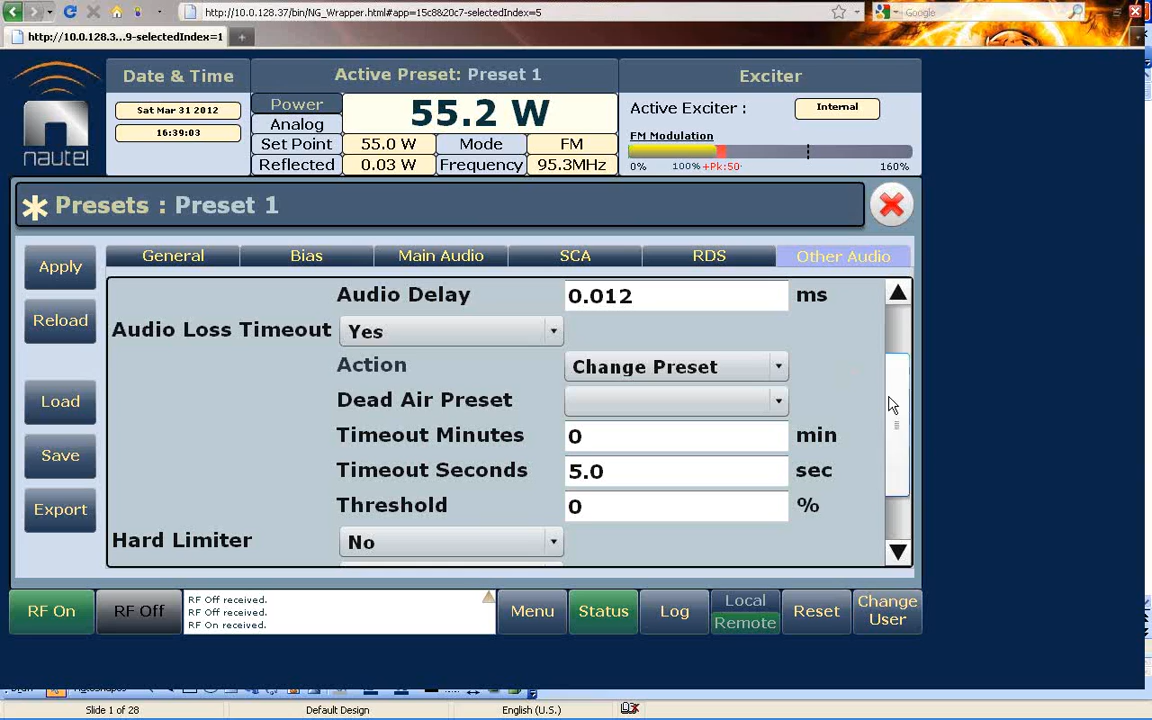 http://10.0.128.37/bin/NG_Wrapper.html#app=15c8%20c7-selectedIndex=5
Google
http://10.0.128.3...9-selectedIndex=1
nautel
Date & Time
Sat Mar 31 2012
16:39:03
Active Preset: Preset 1
Power
Analog
55.2 W
Set Point 55.0 W Mode FM
Reflected 0.03 W Frequency 95.3MHz
Exciter
Active Exciter : Internal
FM Modulation
0% 100% +Pk:50 160%
Presets : Preset 1
Apply
Reload
Load
Save
Export
General Bias Main Audio SCA RDS Other Audio
Audio Delay 0.012 ms
Audio Loss Timeout Yes
Action Change Preset
Dead Air Preset
Timeout Minutes 0 min
Timeout Seconds 5.0 sec
Threshold 0 %
Hard Limiter No
RF On
RF Off
RF Off received.
RF Off received.
RF On received.
Menu
Status
Log
Local
Remote
Reset
Change
User
Slide 1 of 28 Default Design English (U.S.)